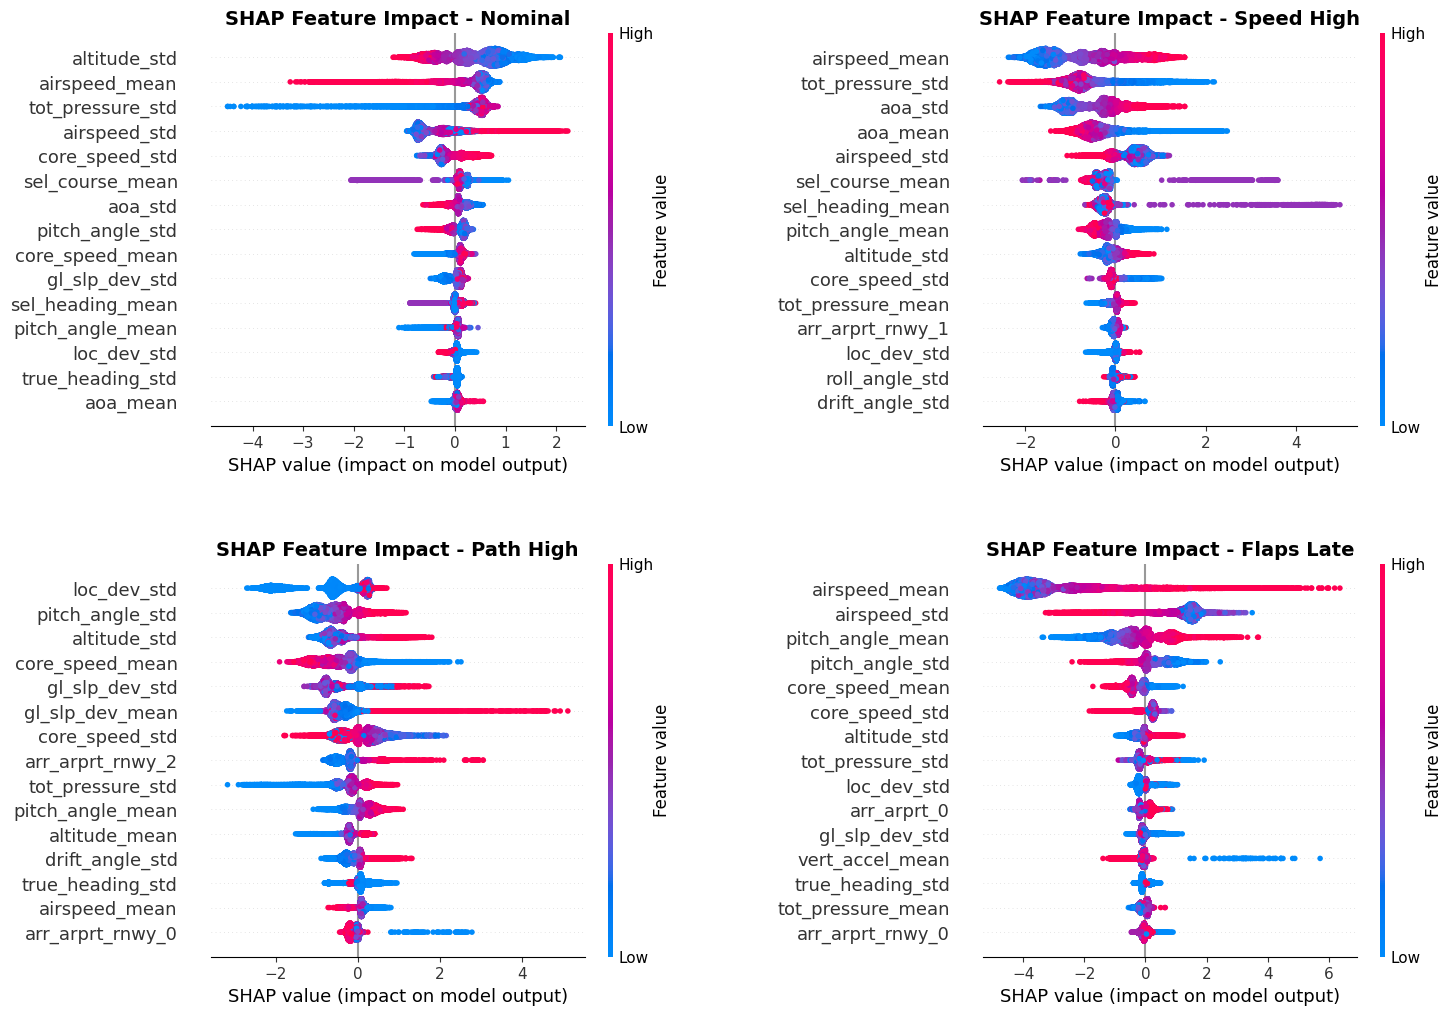 SHAP Feature Impact - Nominal
High
altitude_std
airspeed_mean
tot_pressure_std
airspeed_std
core_speed_std
sel_course_mean
aoa_std
pitch_angle_std
core_speed_mean
gl_slp_dev_std
sel_heading_mean
pitch_angle_mean
loc_dev_std
true_heading_std
aoa_mean
Feature value
Low
−4 −3 −2 −1 0 1 2
SHAP value (impact on model output)
SHAP Feature Impact - Speed High
High
airspeed_mean
tot_pressure_std
aoa_std
aoa_mean
airspeed_std
sel_course_mean
sel_heading_mean
pitch_angle_mean
altitude_std
core_speed_std
tot_pressure_mean
arr_arprt_rnwy_1
loc_dev_std
roll_angle_std
drift_angle_std
Feature value
Low
−2 0 2 4
SHAP value (impact on model output)
SHAP Feature Impact - Path High
High
loc_dev_std
pitch_angle_std
altitude_std
core_speed_mean
gl_slp_dev_std
gl_slp_dev_mean
core_speed_std
arr_arprt_rnwy_2
tot_pressure_std
pitch_angle_mean
altitude_mean
drift_angle_std
true_heading_std
airspeed_mean
arr_arprt_rnwy_0
Feature value
Low
−2 0 2 4
SHAP value (impact on model output)
SHAP Feature Impact - Flaps Late
High
airspeed_mean
airspeed_std
pitch_angle_mean
pitch_angle_std
core_speed_mean
core_speed_std
altitude_std
tot_pressure_std
loc_dev_std
arr_arprt_0
gl_slp_dev_std
vert_accel_mean
true_heading_std
tot_pressure_mean
arr_arprt_rnwy_0
Feature value
Low
−4 −2 0 2 4 6
SHAP value (impact on model output)